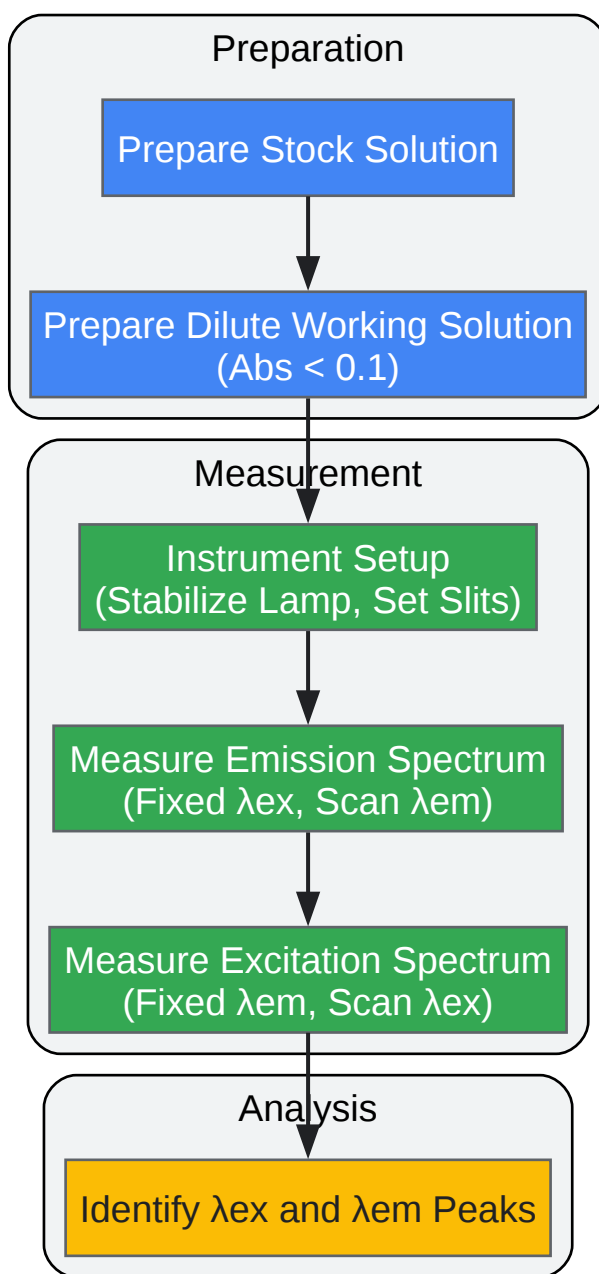 Preparation
Prepare Stock Solution
Prepare Dilute Working Solution
(Abs < 0.1)
Measurement
Instrument Setup
(Stabilize Lamp, Set Slits)
Measure Emission Spectrum
(Fixed λex, Scan λem)
Measure Excitation Spectrum
(Fixed λem, Scan λex)
Analysis
Identify λex and λem Peaks